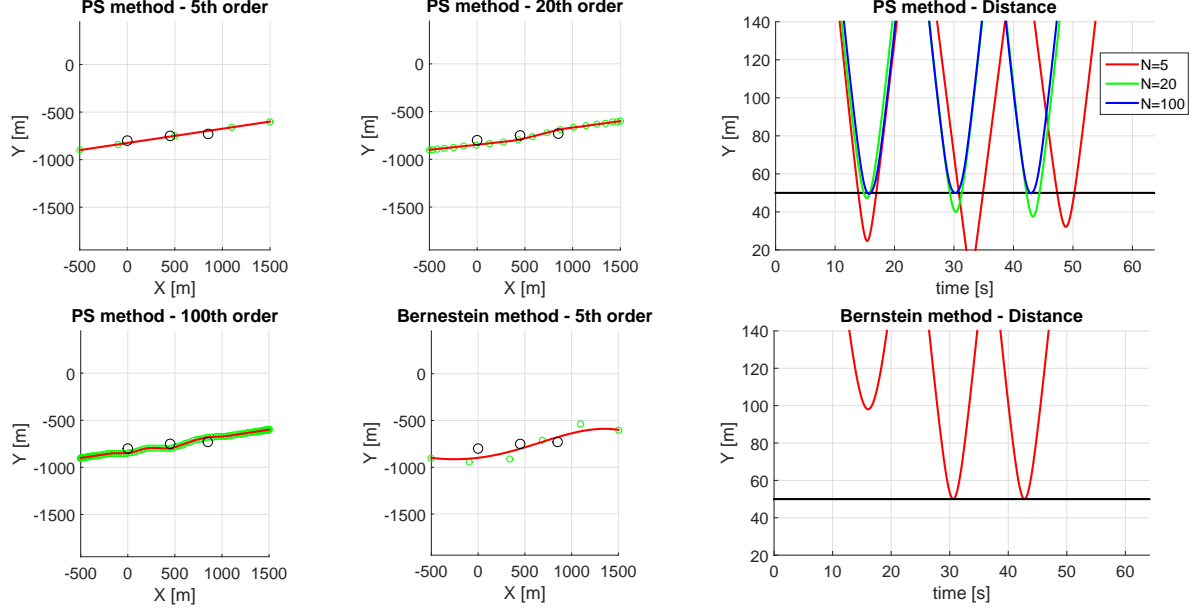 PS method - 5th order
0
-500
-1000
-1500
Y [m]
-500 0 500 1000 1500
X [m]
PS method - 20th order
0
-500
-1000
-1500
Y [m]
-500 0 500 1000 1500
X [m]
PS method - Distance
140
120
100
80
60
40
20
Y [m]
0 10 20 30 40 50 60
time [s]
N=5
N=20
N=100
PS method - 100th order
0
-500
-1000
-1500
Y [m]
-500 0 500 1000 1500
X [m]
Bernestein method - 5th order
0
-500
-1000
-1500
Y [m]
-500 0 500 1000 1500
X [m]
Bernstein method - Distance
140
120
100
80
60
40
20
Y [m]
0 10 20 30 40 50 60
time [s]